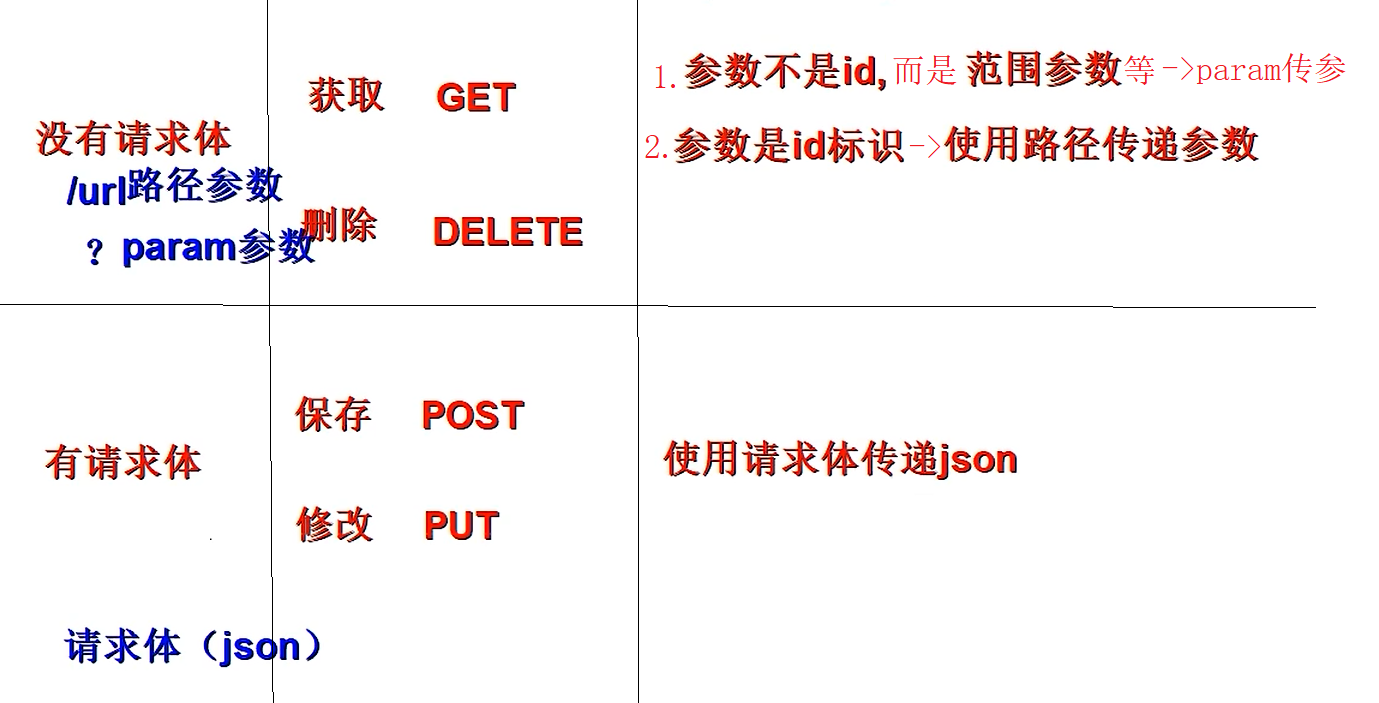 获取 GET
1.参数不是id,而是 范围参数等->param传参
没有请求体
2.参数是id标识->使用路径传递参数
/url路径参数
删除 DELETE
？param参数
保存 POST
有请求体
使用请求体传递json
修改 PUT
请求体（json）